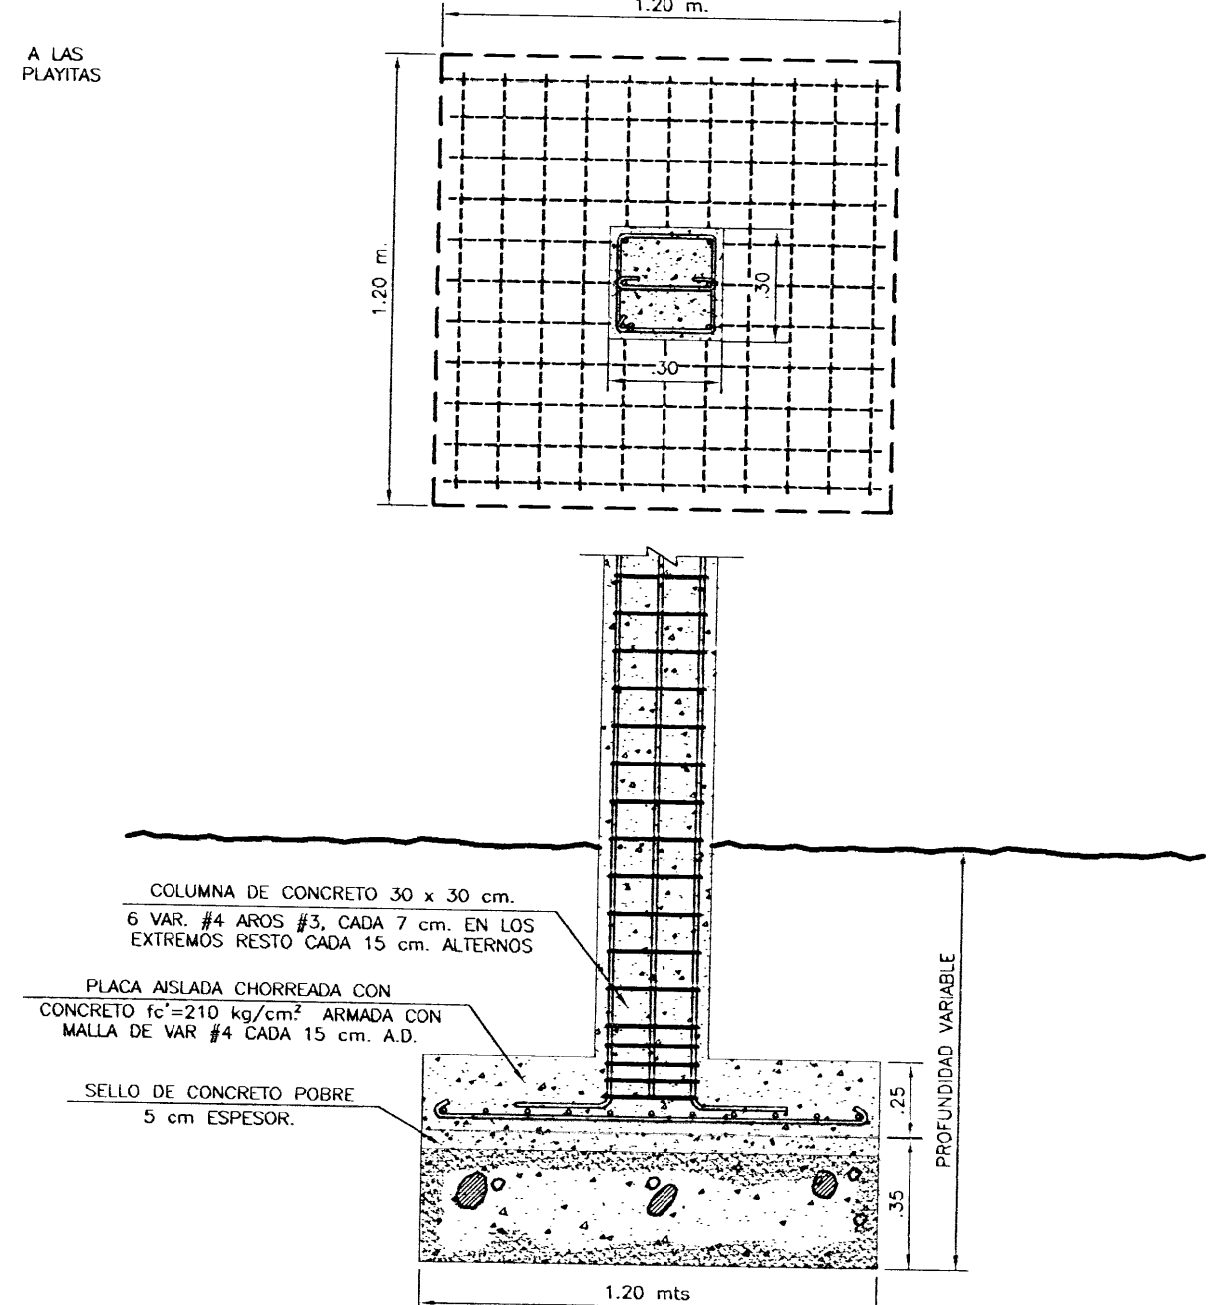 1.20 m.
A LAS
PLAYITAS
1.20 m.
.30
.30
COLUMNA DE CONCRETO 30 x 30 cm.
6 VAR. #4 AROS #3, CADA 7 cm. EN LOS
EXTREMOS RESTO CADA 15 cm. ALTERNOS
PLACA AISLADA CHORREADA CON
CONCRETO fc'=210 kg/cm² ARMADA CON
MALLA DE VAR #4 CADA 15 cm. A.D.
SELLO DE CONCRETO POBRE
5 cm ESPESOR.
.25
PROFUNDIDAD VARIABLE
.35
1.20 mts